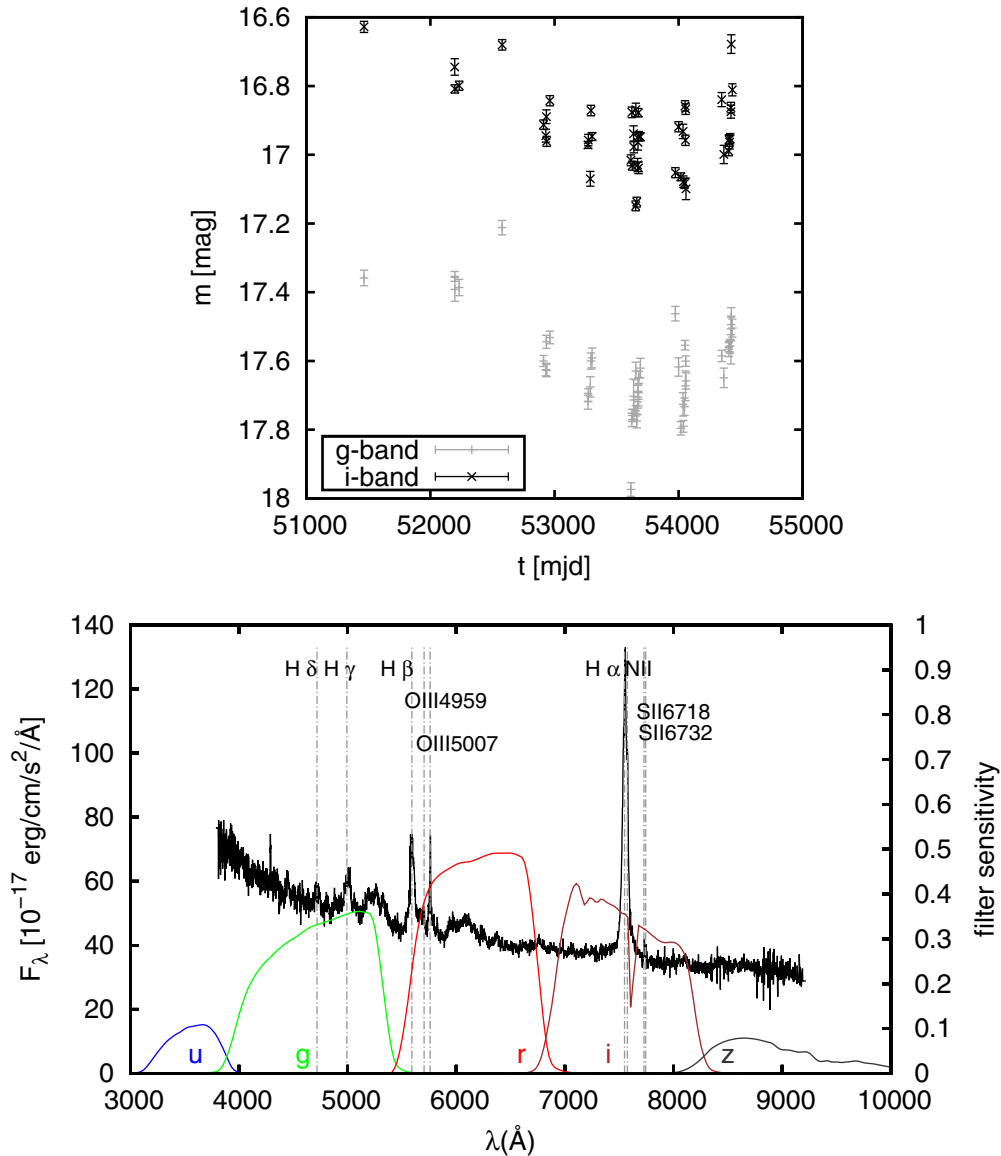 16.6
16.8
17
17.2
17.4
17.6
17.8
18
m [mag]
g-band
i-band
51000 52000 53000 54000 55000
t [mjd]
140
120
100
80
60
40
20
0
F_λ [10^-17 erg/cm/s^2/Å]
H δ H γ H β H α NII
OIII4959
OIII5007
SII6718
SII6732
u g r i z
1
0.9
0.8
0.7
0.6
0.5
0.4
0.3
0.2
0.1
0
filter sensitivity
3000 4000 5000 6000 7000 8000 9000 10000
λ(Å)